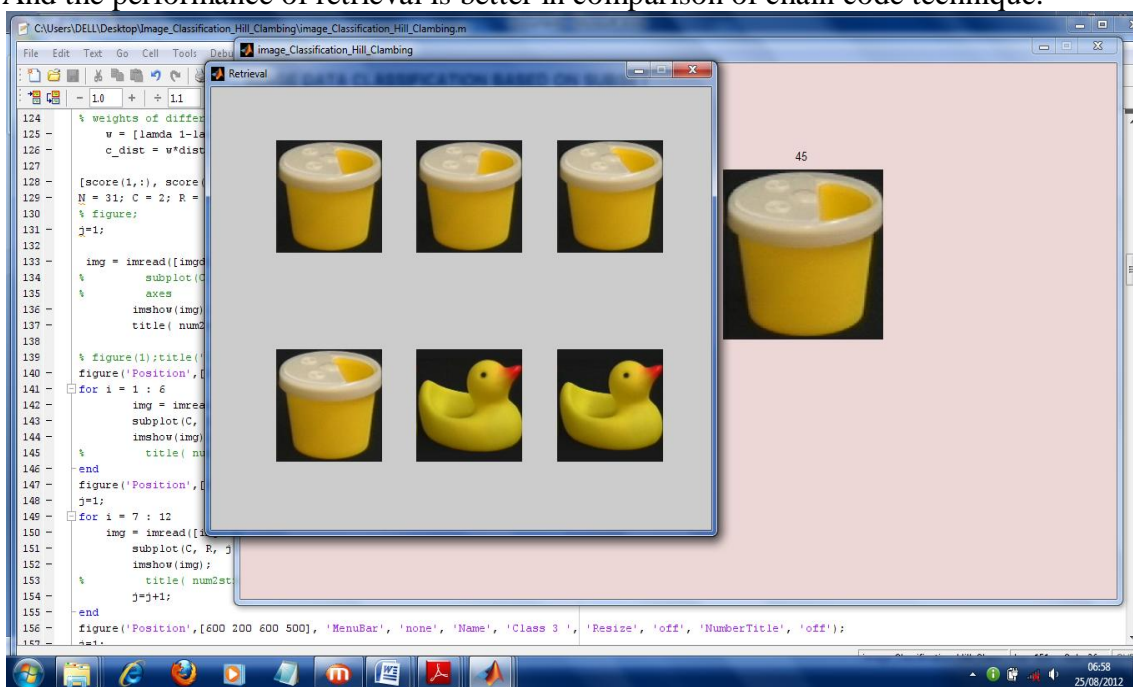 And the performance of retrieval is better in comparison of chain code technique.
C:\Users\DELL\Desktop\Image_Classification_Hill_Clambing\image_Classification_Hill_Clambing.m
File Edit Text Go Cell Tools Debu
image_Classification_Hill_Clambing
Retrieval
DATA CLASSIFICATION BASED ON
- 1.0 + ÷ 1.1
45
124 % weights of differ
125 - w = [lamda 1-la
126 - c_dist = w*dist
127
128 - [score(1,:), score(
129 - N = 31; C = 2; R =
130 % figure;
131 - j=1;
132
133 - img = imread([imgd
134 % subplot(C
135 % axes
136 - imshow(img)
137 - title( num2
138
139 % figure(1);title('
140 - figure('Position',[
141 - for i = 1 : 6
142 - img = imrea
143 - subplot(C,
144 - imshow(img)
145 % title( nu
146 - end
147 - figure('Position',[
148 - j=1;
149 - for i = 7 : 12
150 - img = imread([i
151 - subplot(C, R, j
152 - imshow(img);
153 % title( num2st
154 - j=j+1;
155 - end
156 - figure('Position',[600 200 600 500], 'MenuBar', 'none', 'Name', 'Class 3 ', 'Resize', 'off', 'NumberTitle', 'off');
06:58
25/08/2012